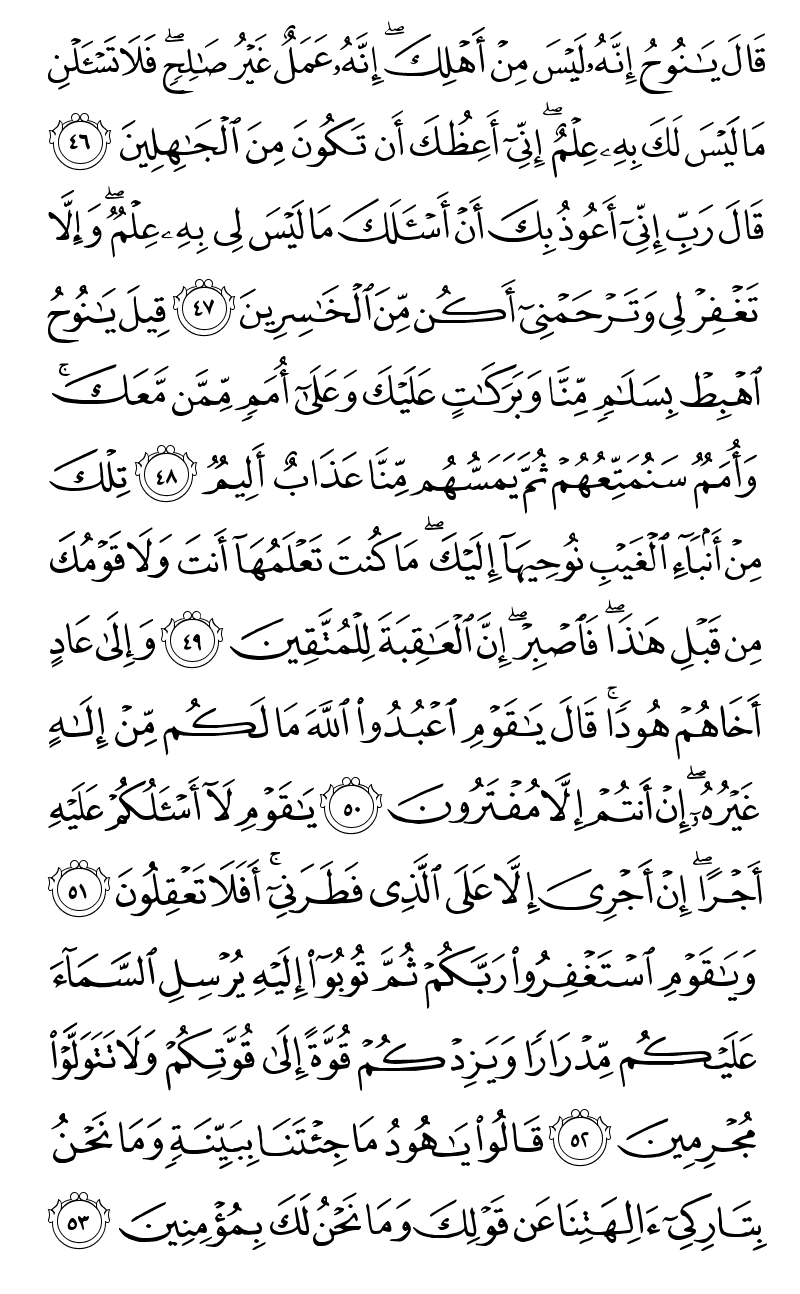 قَالَ يَـٰنُوحُ إِنَّهُۥ لَيْسَ مِنْ أَهْلِكَ ۖ إِنَّهُۥ عَمَلٌ غَيْرُ صَـٰلِحٍ ۖ فَلَا تَسْـَٔلْنِ
مَا لَيْسَ لَكَ بِهِۦ عِلْمٌ ۖ إِنِّىٓ أَعِظُكَ أَن تَكُونَ مِنَ ٱلْجَـٰهِلِينَ ٤٦
قَالَ رَبِّ إِنِّىٓ أَعُوذُ بِكَ أَنْ أَسْـَٔلَكَ مَا لَيْسَ لِى بِهِۦ عِلْمٌ ۖ وَإِلَّا
تَغْفِرْ لِى وَتَرْحَمْنِىٓ أَكُن مِّنَ ٱلْخَـٰسِرِينَ ٤٧ قِيلَ يَـٰنُوحُ
ٱهْبِطْ بِسَلَـٰمٍ مِّنَّا وَبَرَكَـٰتٍ عَلَيْكَ وَعَلَىٰٓ أُمَمٍ مِّمَّن مَّعَكَ ۚ
وَأُمَمٌ سَنُمَتِّعُهُمْ ثُمَّ يَمَسُّهُم مِّنَّا عَذَابٌ أَلِيمٌ ٤٨ تِلْكَ
مِنْ أَنۢبَآءِ ٱلْغَيْبِ نُوحِيهَآ إِلَيْكَ ۖ مَا كُنتَ تَعْلَمُهَآ أَنتَ وَلَا قَوْمُكَ
مِن قَبْلِ هَـٰذَا ۖ فَٱصْبِرْ ۖ إِنَّ ٱلْعَـٰقِبَةَ لِلْمُتَّقِينَ ٤٩ وَإِلَىٰ عَادٍ
أَخَاهُمْ هُودًا ۚ قَالَ يَـٰقَوْمِ ٱعْبُدُوا۟ ٱللَّهَ مَا لَكُم مِّنْ إِلَـٰهٍ
غَيْرُهُۥٓ ۖ إِنْ أَنتُمْ إِلَّا مُفْتَرُونَ ٥٠ يَـٰقَوْمِ لَآ أَسْـَٔلُكُمْ عَلَيْهِ
أَجْرًا ۖ إِنْ أَجْرِىَ إِلَّا عَلَى ٱلَّذِى فَطَرَنِىٓ ۚ أَفَلَا تَعْقِلُونَ ٥١
وَيَـٰقَوْمِ ٱسْتَغْفِرُوا۟ رَبَّكُمْ ثُمَّ تُوبُوٓا۟ إِلَيْهِ يُرْسِلِ ٱلسَّمَآءَ
عَلَيْكُم مِّدْرَارًا وَيَزِدْكُمْ قُوَّةً إِلَىٰ قُوَّتِكُمْ وَلَا تَتَوَلَّوْا۟
مُجْرِمِينَ ٥٢ قَالُوا۟ يَـٰهُودُ مَا جِئْتَنَا بِبَيِّنَةٍ وَمَا نَحْنُ
بِتَارِكِىٓ ءَالِهَتِنَا عَن قَوْلِكَ وَمَا نَحْنُ لَكَ بِمُؤْمِنِينَ ٥٣